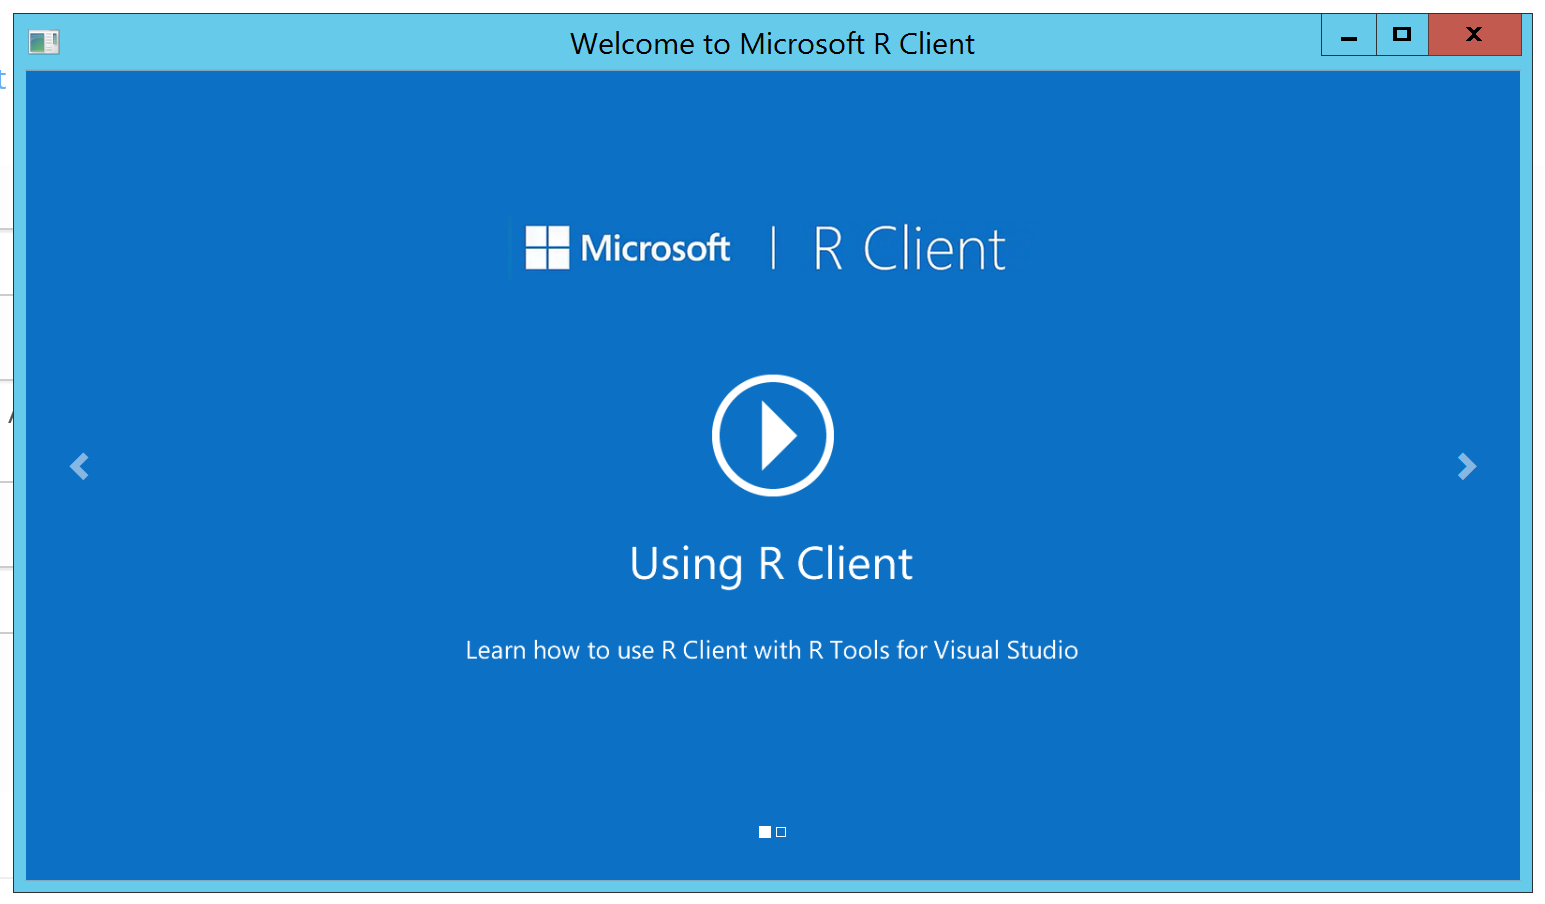 Welcome to Microsoft R Client
Microsoft | R Client
Using R Client
Learn how to use R Client with R Tools for Visual Studio